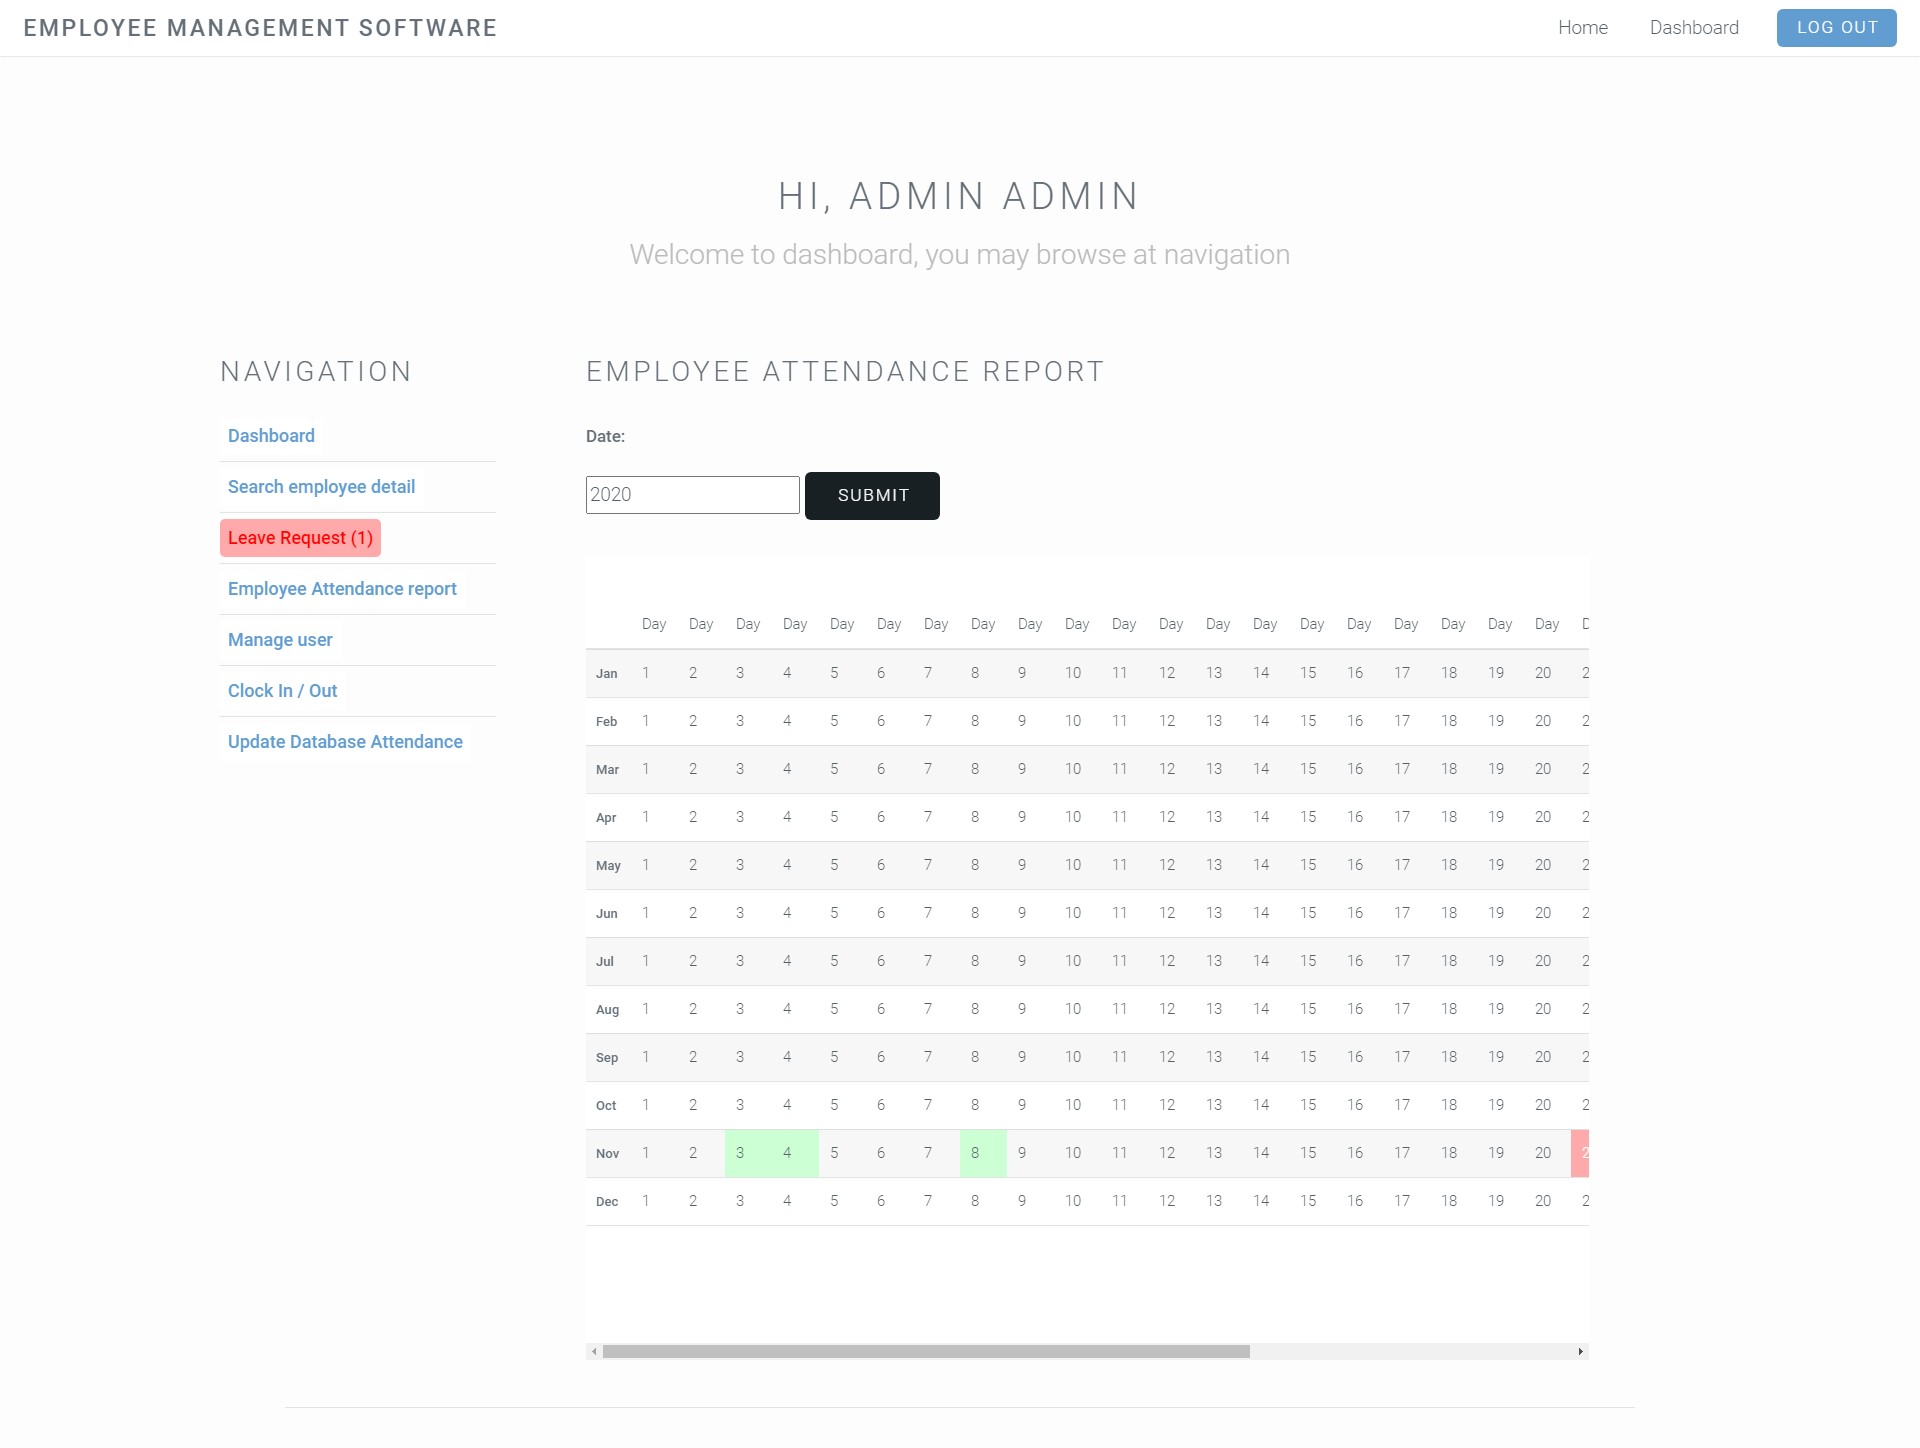 EMPLOYEE MANAGEMENT SOFTWARE Home Dashboard LOG OUT
HI, ADMIN ADMIN
Welcome to dashboard, you may browse at navigation
NAVIGATION
Dashboard
Search employee detail
Leave Request (1)
Employee Attendance report
Manage user
Clock In / Out
Update Database Attendance
EMPLOYEE ATTENDANCE REPORT
Date:
2020 SUBMIT
Day Day Day Day Day Day Day Day Day Day Day Day Day Day Day Day Day Day Day Day
Jan 1 2 3 4 5 6 7 8 9 10 11 12 13 14 15 16 17 18 19 20
Feb 1 2 3 4 5 6 7 8 9 10 11 12 13 14 15 16 17 18 19 20
Mar 1 2 3 4 5 6 7 8 9 10 11 12 13 14 15 16 17 18 19 20
Apr 1 2 3 4 5 6 7 8 9 10 11 12 13 14 15 16 17 18 19 20
May 1 2 3 4 5 6 7 8 9 10 11 12 13 14 15 16 17 18 19 20
Jun 1 2 3 4 5 6 7 8 9 10 11 12 13 14 15 16 17 18 19 20
Jul 1 2 3 4 5 6 7 8 9 10 11 12 13 14 15 16 17 18 19 20
Aug 1 2 3 4 5 6 7 8 9 10 11 12 13 14 15 16 17 18 19 20
Sep 1 2 3 4 5 6 7 8 9 10 11 12 13 14 15 16 17 18 19 20
Oct 1 2 3 4 5 6 7 8 9 10 11 12 13 14 15 16 17 18 19 20
Nov 1 2 3 4 5 6 7 8 9 10 11 12 13 14 15 16 17 18 19 20
Dec 1 2 3 4 5 6 7 8 9 10 11 12 13 14 15 16 17 18 19 20